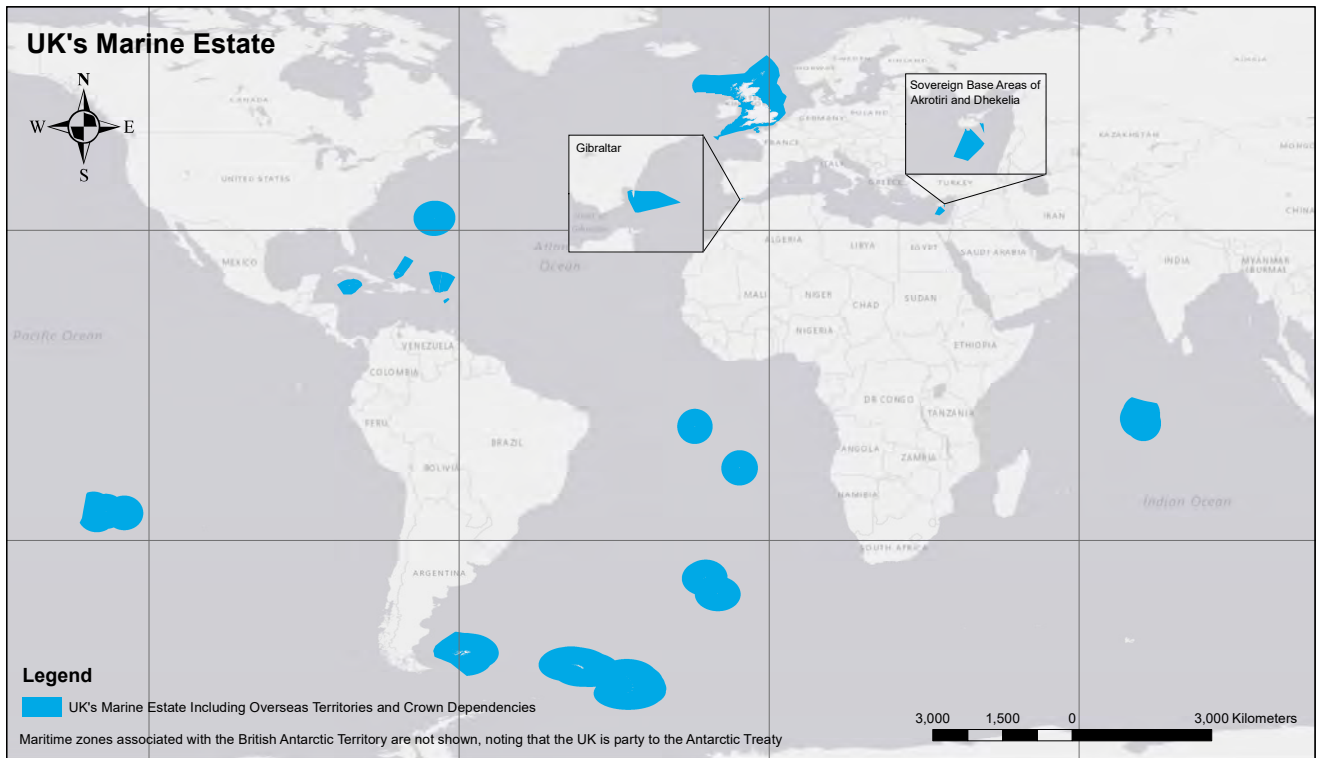 UK's Marine Estate
N
W
E
S
CANADA
UNITED STATES
MEXICO
Pacific Ocean
VENEZUELA
COLOMBIA
PERU
BRAZIL
BOLIVIA
ARGENTINA
Gibraltar
Ocean
Sovereign Base Areas of
Akrotiri and Dhekelia
NORWAY
SWEDEN
FINLAND
RUSSIA
GERMANY
POLAND
FRANCE
ITALY
GREECE
TURKEY
KAZAKHSTAN
IRAN
CHINA
ALGERIA
LIBYA
EGYPT
SAUDI ARABIA
INDIA
MYANMAR
(BURMA)
MALI
NIGER
CHAD
SUDAN
NIGERIA
ETHIOPIA
DR CONGO
TANZANIA
ANGOLA
ZAMBIA
NAMIBIA
SOUTH AFRICA
Indian Ocean
Legend
UK's Marine Estate Including Overseas Territories and Crown Dependencies
Maritime zones associated with the British Antarctic Territory are not shown, noting that the UK is party to the Antarctic Treaty
3,000 1,500 0 3,000 Kilometers